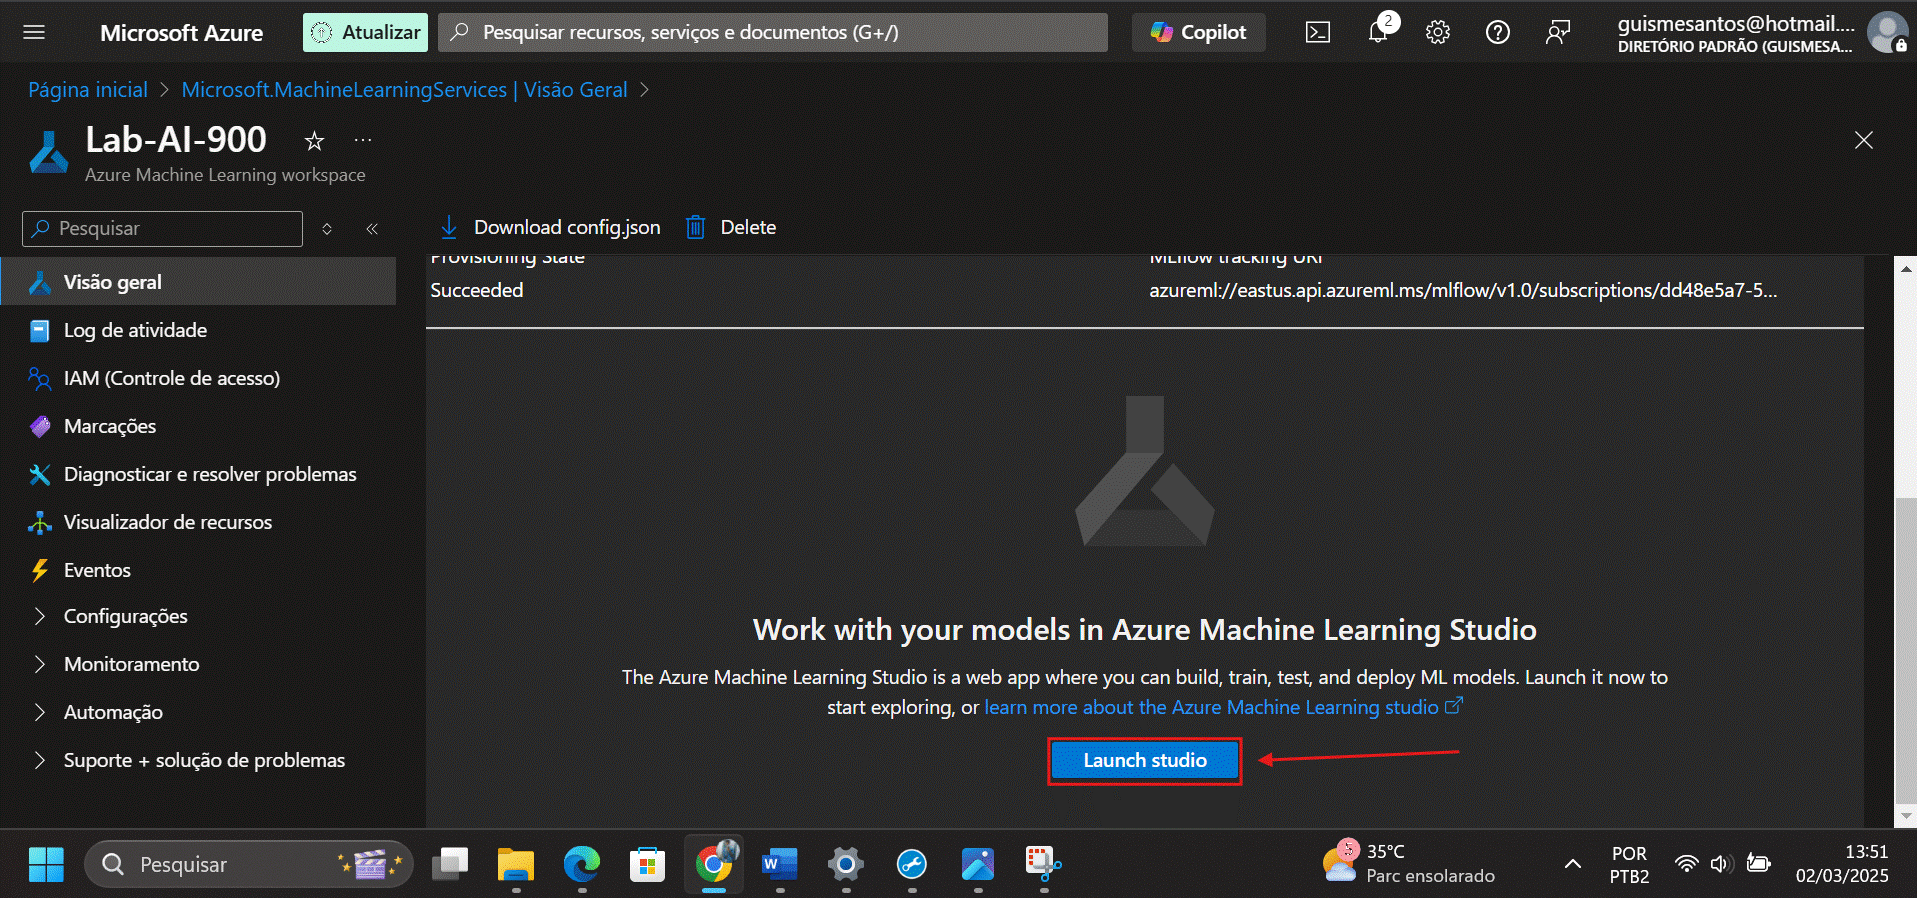 Microsoft Azure
Atualizar
Pesquisar recursos, serviços e documentos (G+/)
Copilot
2
guismesantos@hotmail....
DIRETÓRIO PADRÃO (GUISMESA...
Página inicial > Microsoft.MachineLearningServices | Visão Geral >
Lab-AI-900
Azure Machine Learning workspace
Pesquisar
Download config.json
Delete
Provisioning State
MLflow tracking URI
Succeeded
azureml://eastus.api.azureml.ms/mlflow/v1.0/subscriptions/dd48e5a7-5...
Visão geral
Log de atividade
IAM (Controle de acesso)
Marcações
Diagnosticar e resolver problemas
Visualizador de recursos
Eventos
Configurações
Monitoramento
Automação
Suporte + solução de problemas
Work with your models in Azure Machine Learning Studio
The Azure Machine Learning Studio is a web app where you can build, train, test, and deploy ML models. Launch it now to
start exploring, or learn more about the Azure Machine Learning studio
Launch studio
Pesquisar
W
5
35°C
Parc ensolarado
POR
PTB2
13:51
02/03/2025